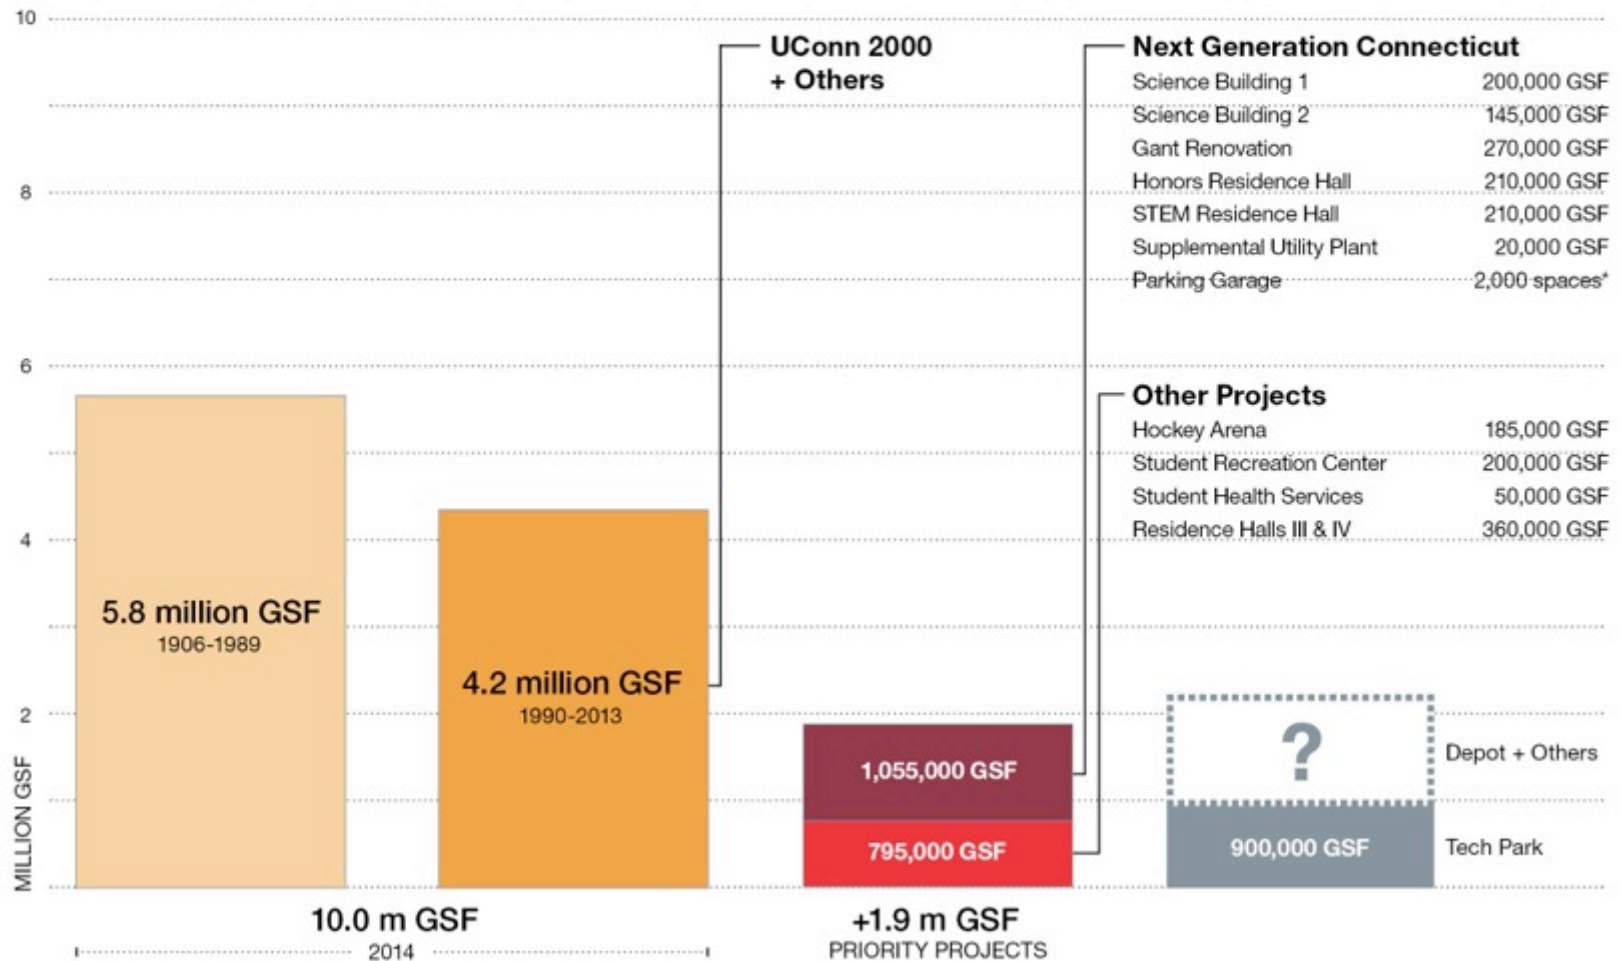 10
8
6
4
2
MILLION GSF
UConn 2000
+ Others
Next Generation Connecticut
Science Building 1 200,000 GSF
Science Building 2 145,000 GSF
Gant Renovation 270,000 GSF
Honors Residence Hall 210,000 GSF
STEM Residence Hall 210,000 GSF
Supplemental Utility Plant 20,000 GSF
Parking Garage 2,000 spaces*
Other Projects
Hockey Arena 185,000 GSF
Student Recreation Center 200,000 GSF
Student Health Services 50,000 GSF
Residence Halls III & IV 360,000 GSF
5.8 million GSF
1906-1989
4.2 million GSF
1990-2013
1,055,000 GSF
795,000 GSF
?
Depot + Others
900,000 GSF
Tech Park
10.0 m GSF
2014
+1.9 m GSF
PRIORITY PROJECTS